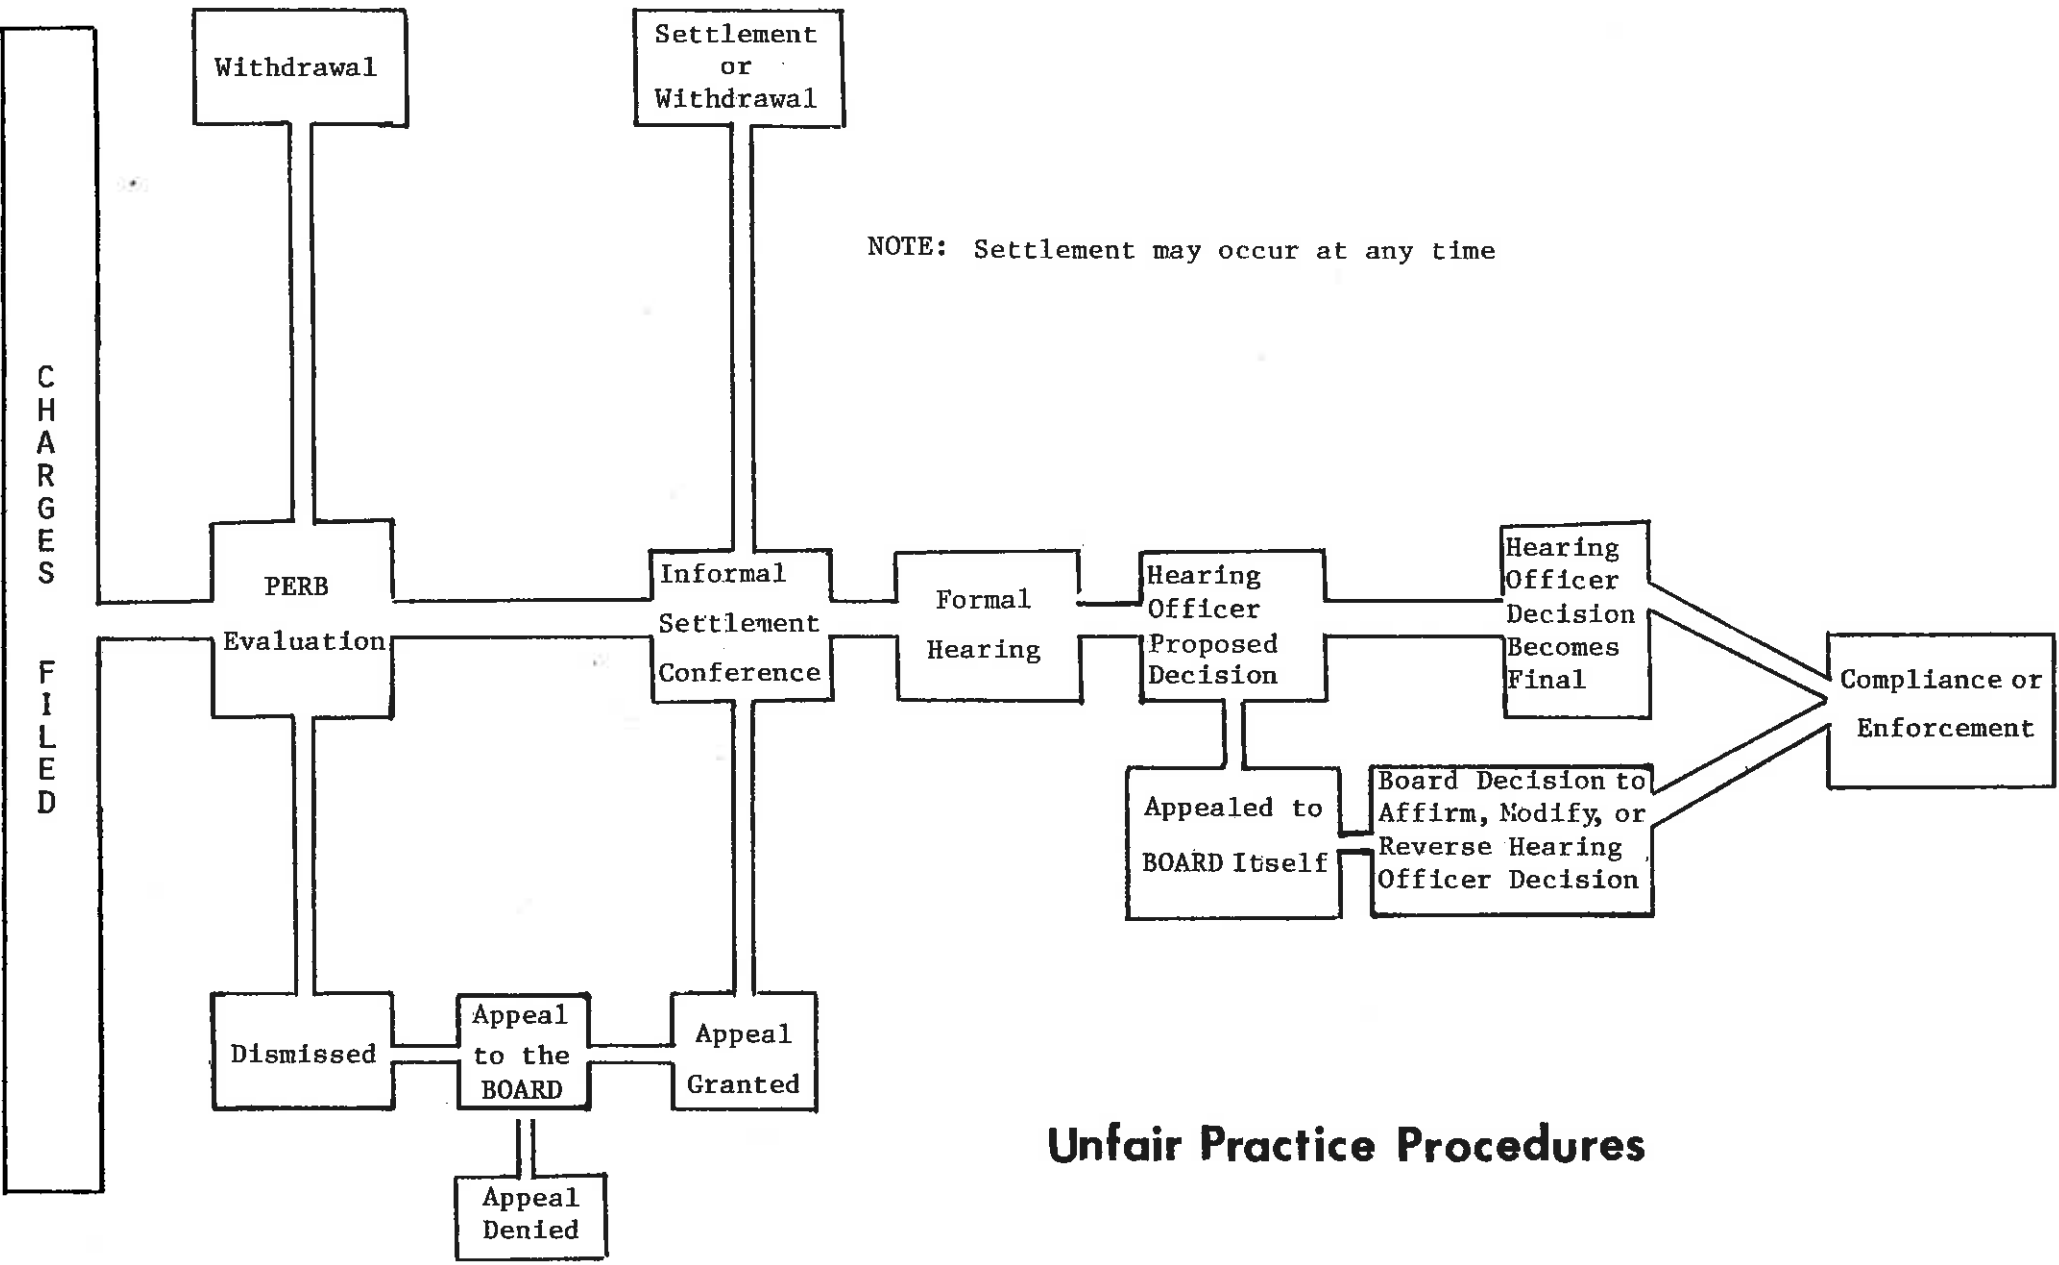 Withdrawal
Settlement
or
Withdrawal
NOTE: Settlement may occur at any time
CHARGES FILED
PERB
Evaluation
Informal
Settlement
Conference
Formal
Hearing
Hearing
Officer
Proposed
Decision
Hearing
Officer
Decision
Becomes
Final
Compliance or
Enforcement
Appealed to
BOARD Itself
Board Decision to
Affirm, Modify, or
Reverse Hearing
Officer Decision
Dismissed
Appeal
to the
BOARD
Appeal
Granted
Appeal
Denied
Unfair Practice Procedures